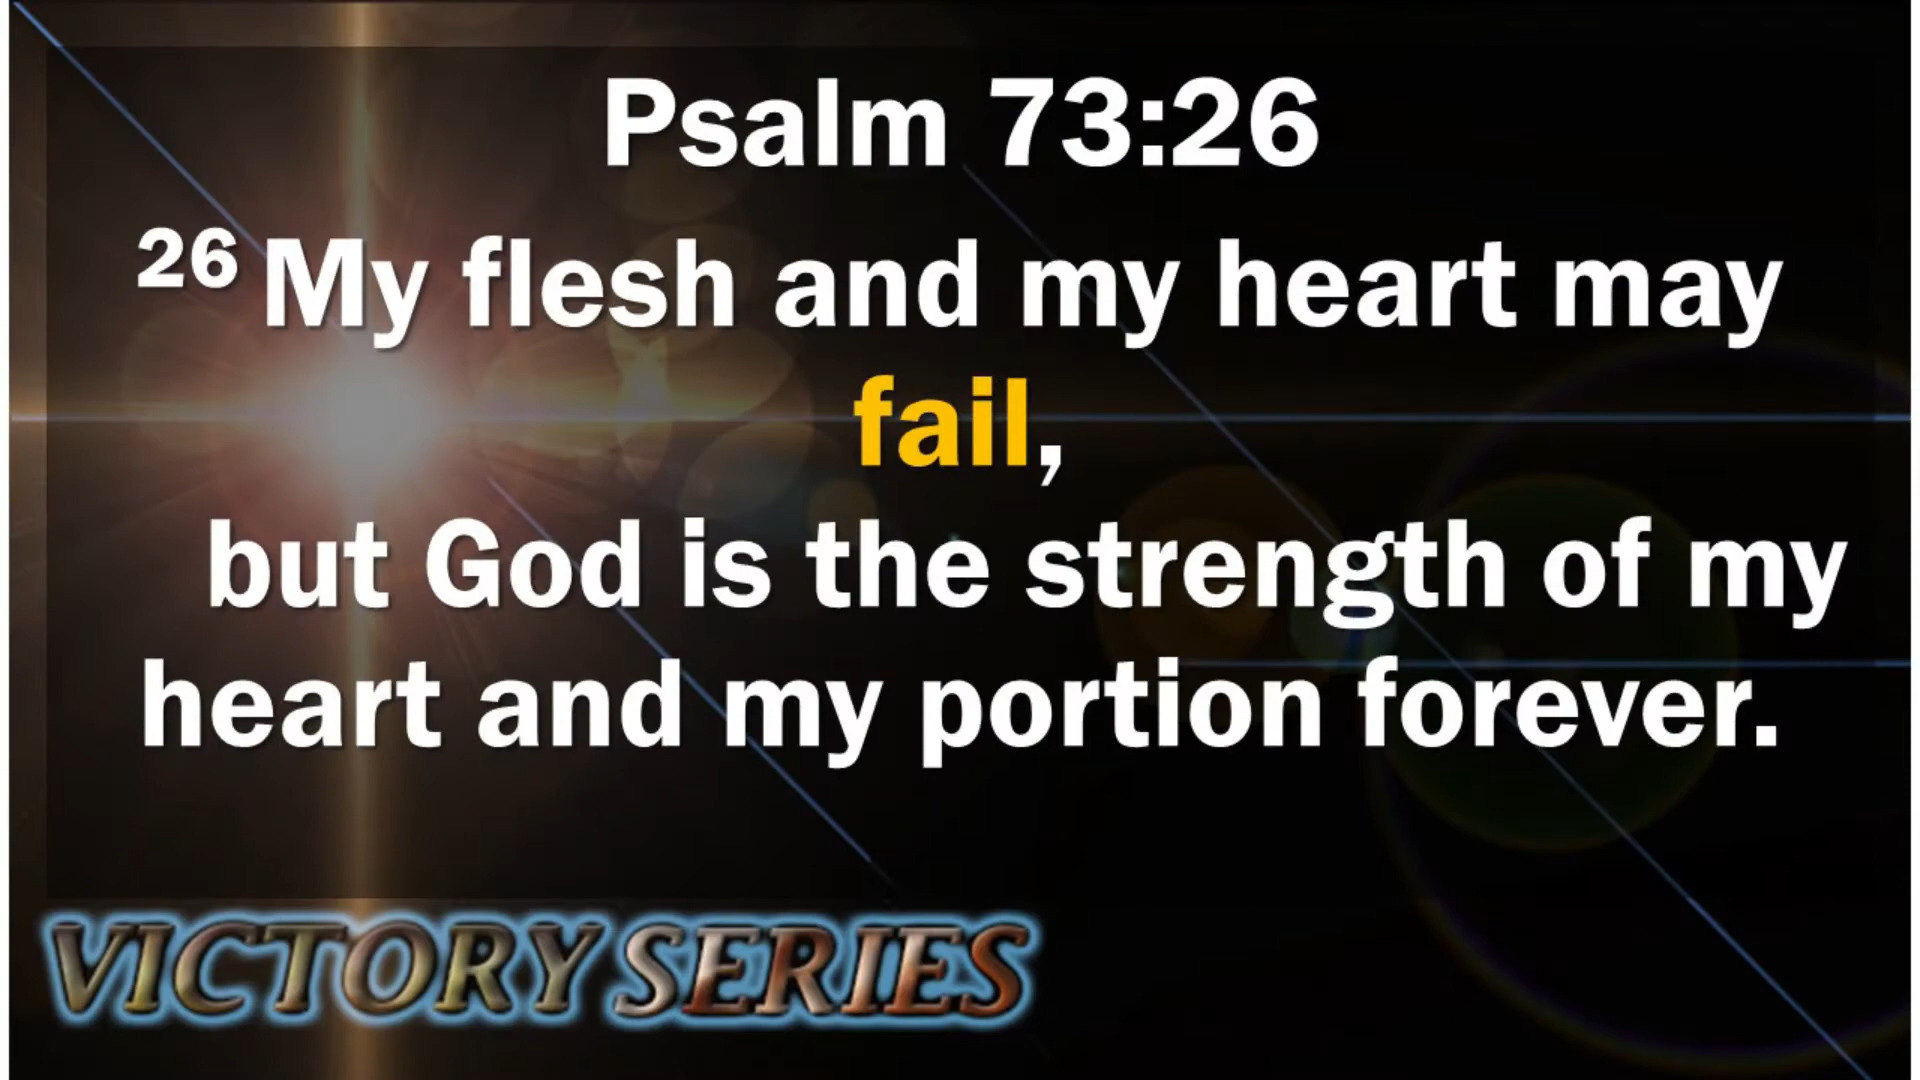 Psalm 73:26
26 My flesh and my heart may
fail,
but God is the strength of my
heart and my portion forever.
VICTORY SERIES